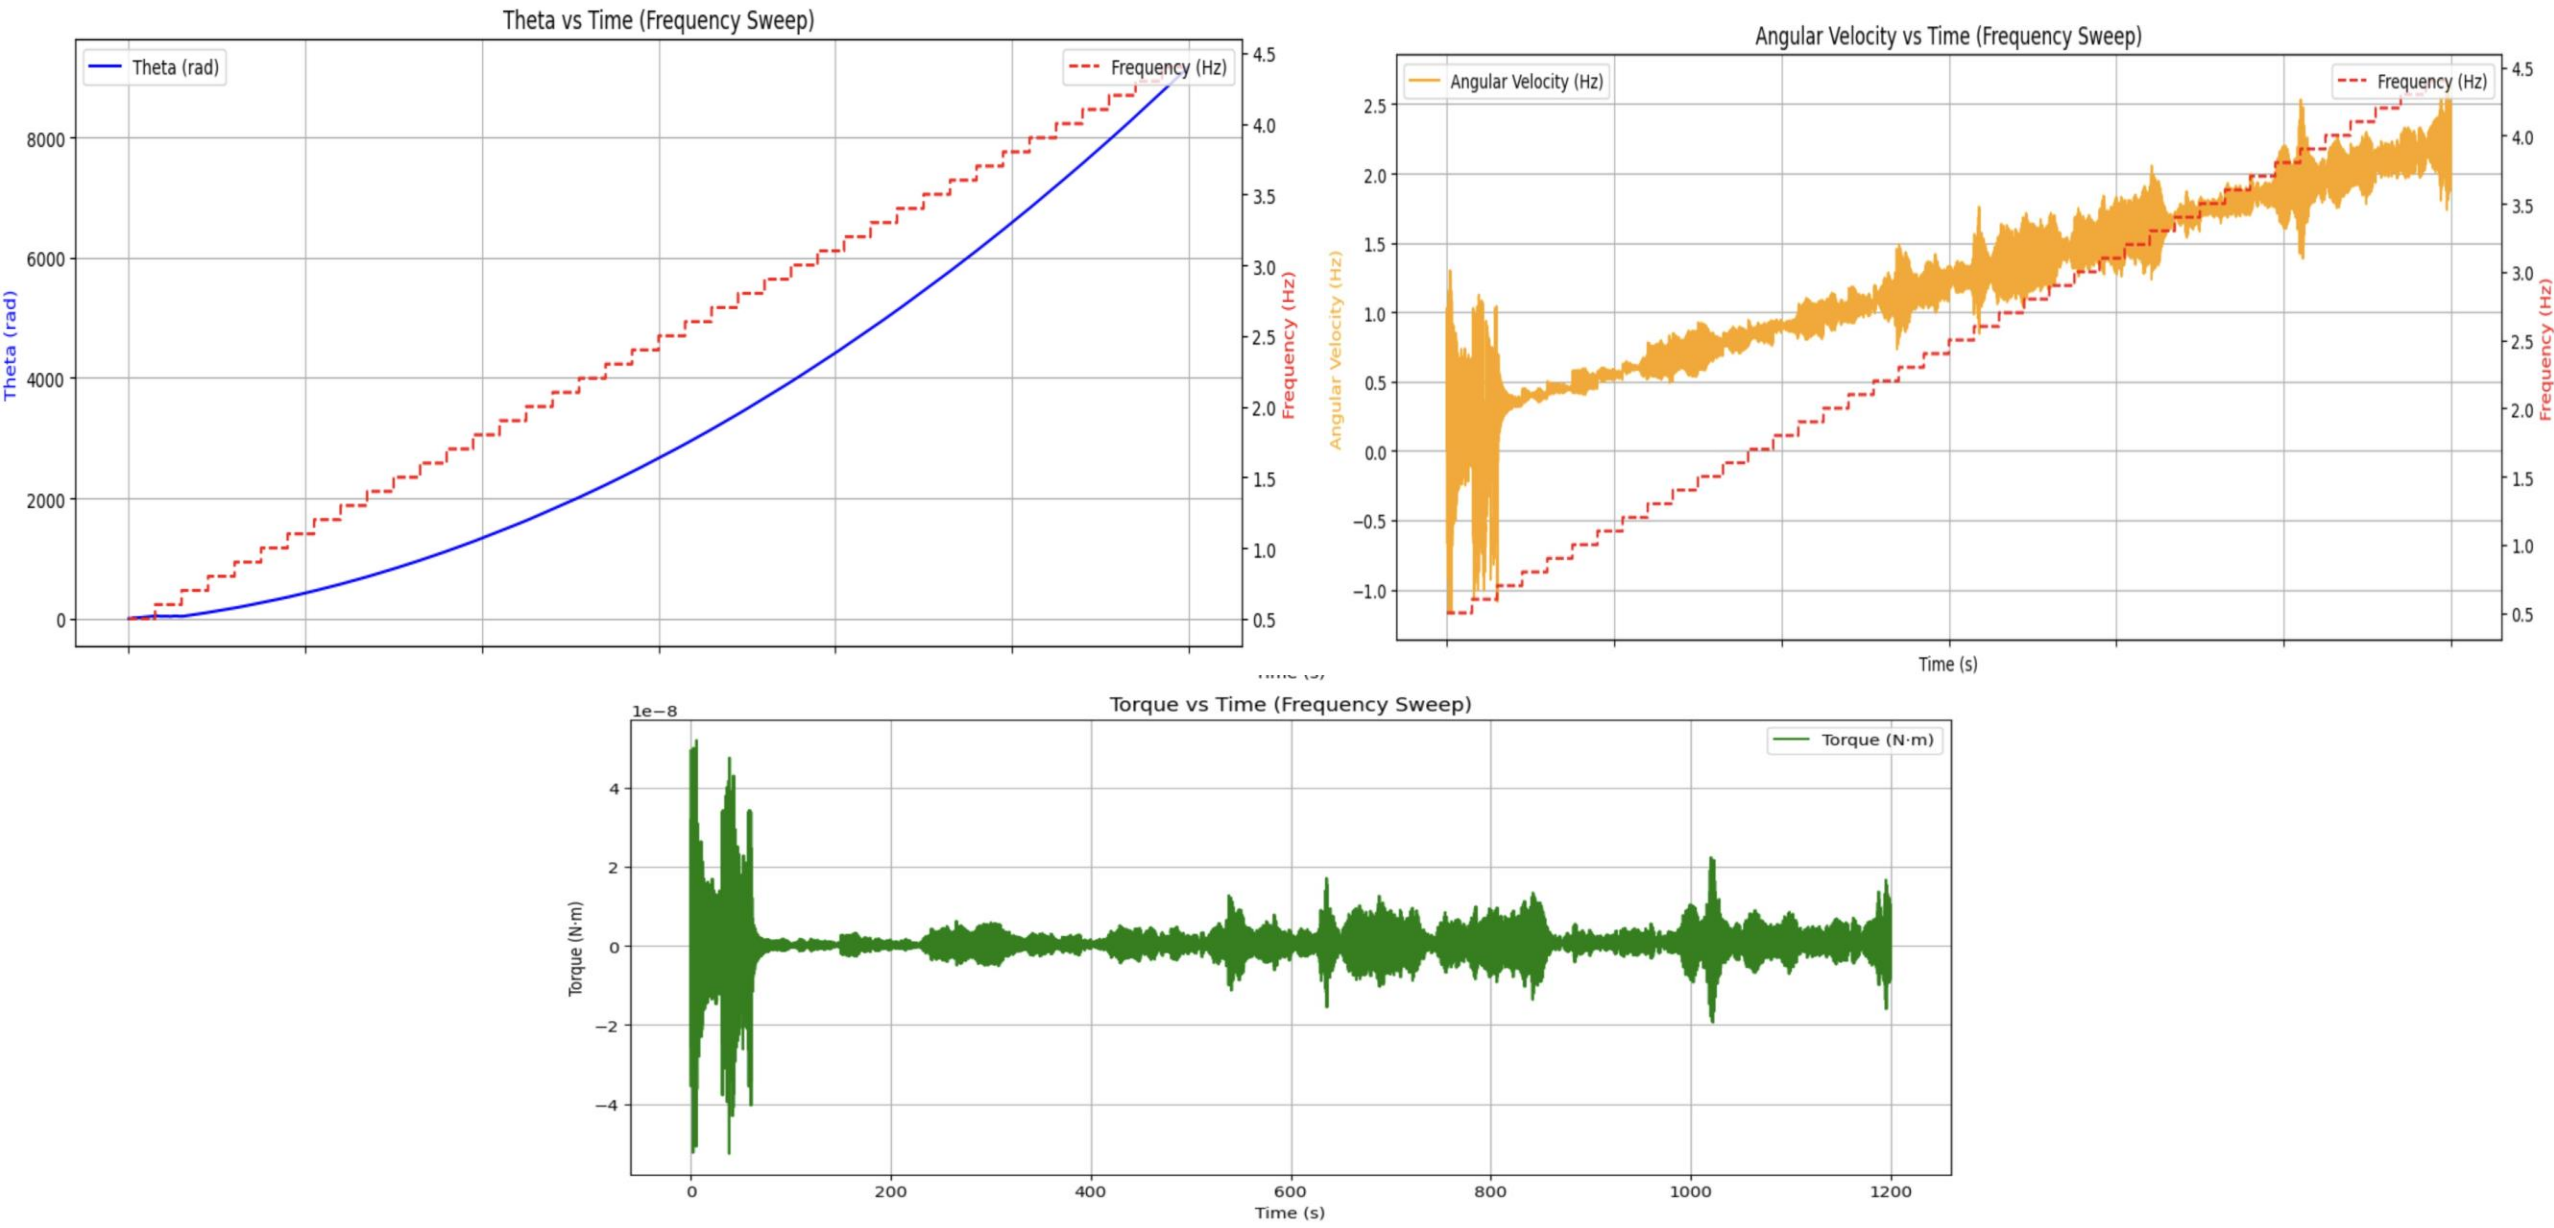 Theta vs Time (Frequency Sweep)
Theta (rad)
Frequency (Hz)
8000
6000
4000
2000
0
Theta (rad)
4.5
4.0
3.5
3.0
2.5
2.0
1.5
1.0
0.5
Frequency (Hz)
Angular Velocity vs Time (Frequency Sweep)
Angular Velocity (Hz)
Frequency (Hz)
2.5
2.0
1.5
1.0
0.5
0.0
−0.5
−1.0
Angular Velocity (Hz)
4.5
4.0
3.5
3.0
2.5
2.0
1.5
1.0
0.5
Frequency (Hz)
Time (s)
Torque vs Time (Frequency Sweep)
1e−8
Torque (N·m)
4
2
0
−2
−4
Torque (N·m)
0 200 400 600 800 1000 1200
Time (s)